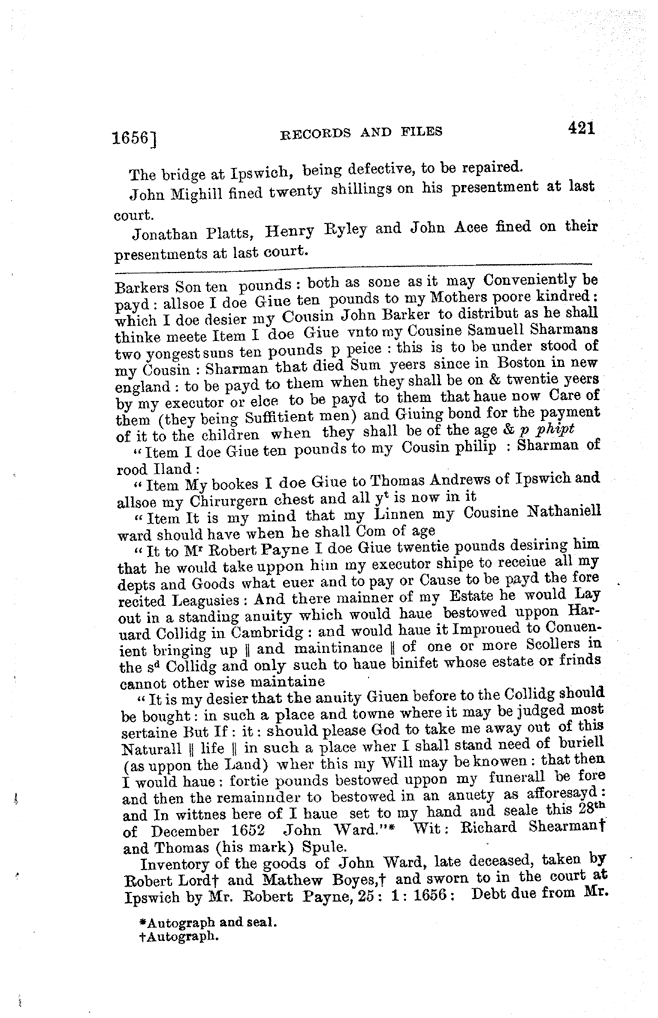 1656] RECORDS AND FILES 421
The bridge at Ipswich, being defective, to be repaired.
John Mighill fined twenty shillings on his presentment at last
court.
Jonathan Platts, Henry Ryley and John Acee fined on their
presentments at last court.
Barkers Son ten pounds : both as sone as it may Conveniently be
payd : allsoe I doe Giue ten pounds to my Mothers poore kindred :
which I doe desier my Cousin John Barker to distribut as he shall
thinke meete Item I doe Giue vnto my Cousine Samuell Sharmans
two yongest suns ten pounds p peice : this is to be under stood of
my Cousin : Sharman that died Sum yeers since in Boston in new
england : to be payd to them when they shall be on & twentie yeers
by my executor or elce to be payd to them that haue now Care of
them (they being Suffitient men) and Giuing bond for the payment
of it to the children when they shall be of the age & p phipt
"Item I doe Giue ten pounds to my Cousin philip : Sharman of
rood Iland :
"Item My bookes I doe Giue to Thomas Andrews of Ipswich and
allsoe my Chirurgern chest and all yt is now in it
"Item It is my mind that my Linnen my Cousine Nathaniell
ward should have when he shall Com of age
"It to Mr Robert Payne I doe Giue twentie pounds desiring him
that he would take uppon him my executor shipe to receiue all my
depts and Goods what euer and to pay or Cause to be payd the fore
recited Leagusies : And there mainner of my Estate he would Lay
out in a standing anuity which would haue bestowed uppon Har-
uard Collidg in Cambridg : and would haue it Improued to Conuen-
ient bringing up || and maintinance || of one or more Scollers in
the sd Collidg and only such to haue binifet whose estate or frinds
cannot other wise maintaine
"It is my desier that the anuity Giuen before to the Collidg should
be bought : in such a place and towne where it may be judged most
sertaine But If : it : should please God to take me away out of this
Naturall || life || in such a place wher I shall stand need of buriell
(as uppon the Land) wher this my Will may be knowen : that then
I would haue : fortie pounds bestowed uppon my funerall be fore
and then the remainnder to bestowed in an anuety as afforesayd :
and In wittnes here of I haue set to my hand and seale this 28th
of December 1652 John Ward."* Wit : Richard Shearman†
and Thomas (his mark) Spule.
Inventory of the goods of John Ward, late deceased, taken by
Robert Lord† and Mathew Boyes,† and sworn to in the court at
Ipswich by Mr. Robert Payne, 25 : 1 : 1656 : Debt due from Mr.
*Autograph and seal.
†Autograph.